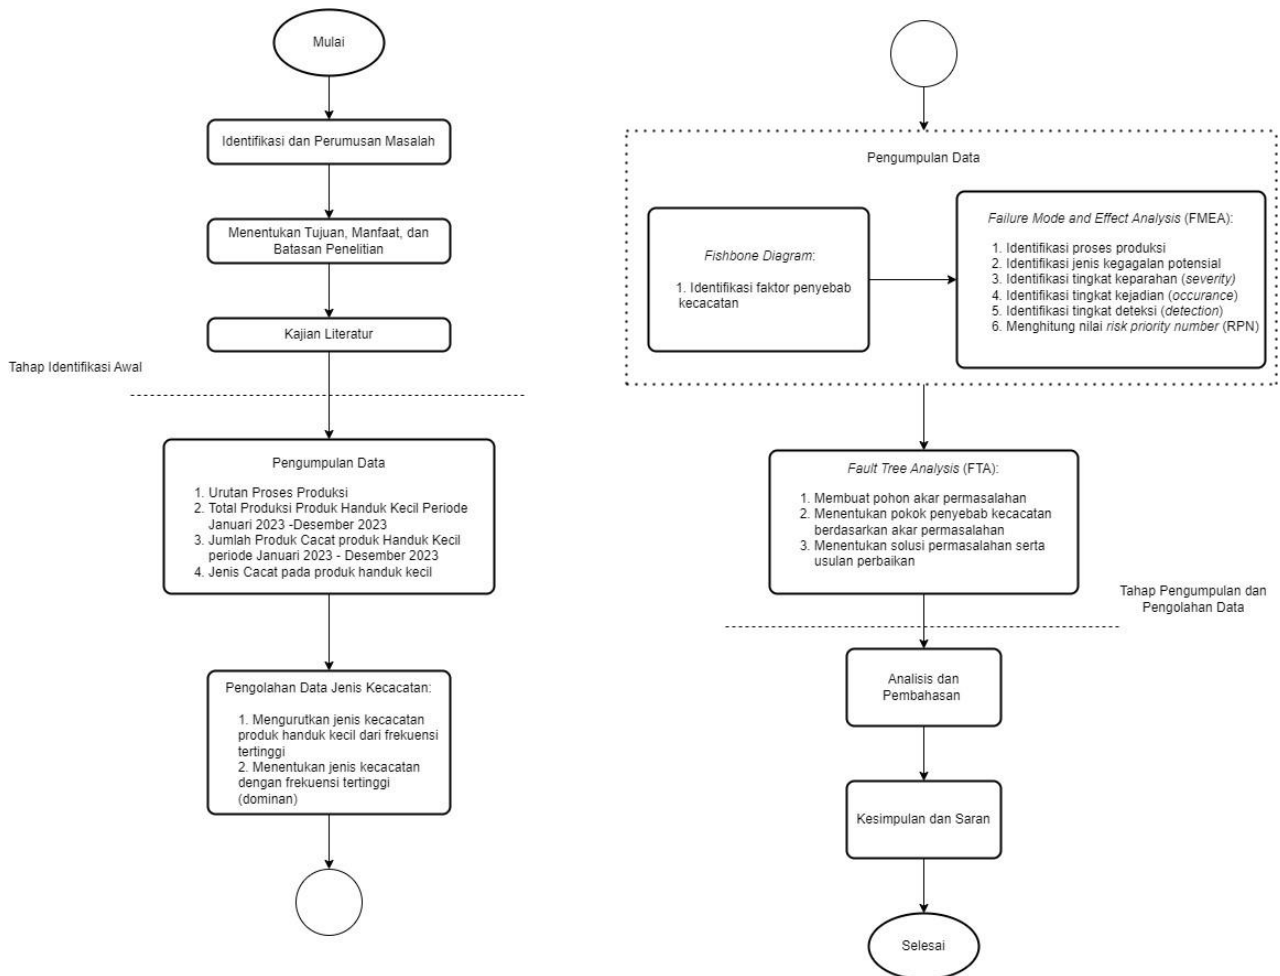 Mulai
Identifikasi dan Perumusan Masalah
Menentukan Tujuan, Manfaat, dan
Batasan Penelitian
Kajian Literatur
Tahap Identifikasi Awal
Pengumpulan Data
1. Urutan Proses Produksi
2. Total Produksi Produk Handuk Kecil Periode
Januari 2023 -Desember 2023
3. Jumlah Produk Cacat produk Handuk Kecil
periode Januari 2023 - Desember 2023
4. Jenis Cacat pada produk handuk kecil
Pengolahan Data Jenis Kecacatan:
1. Mengurutkan jenis kecacatan
produk handuk kecil dari frekuensi
tertinggi
2. Menentukan jenis kecacatan
dengan frekuensi tertinggi
(dominan)
Pengumpulan Data
Fishbone Diagram:
1. Identifikasi faktor penyebab
kecacatan
Failure Mode and Effect Analysis (FMEA):
1. Identifikasi proses produksi
2. Identifikasi jenis kegagalan potensial
3. Identifikasi tingkat keparahan (severity)
4. Identifikasi tingkat kejadian (occurance)
5. Identifikasi tingkat deteksi (detection)
6. Menghitung nilai risk priority number (RPN)
Fault Tree Analysis (FTA):
1. Membuat pohon akar permasalahan
2. Menentukan pokok penyebab kecacatan
berdasarkan akar permasalahan
3. Menentukan solusi permasalahan serta
usulan perbaikan
Tahap Pengumpulan dan
Pengolahan Data
Analisis dan
Pembahasan
Kesimpulan dan Saran
Selesai